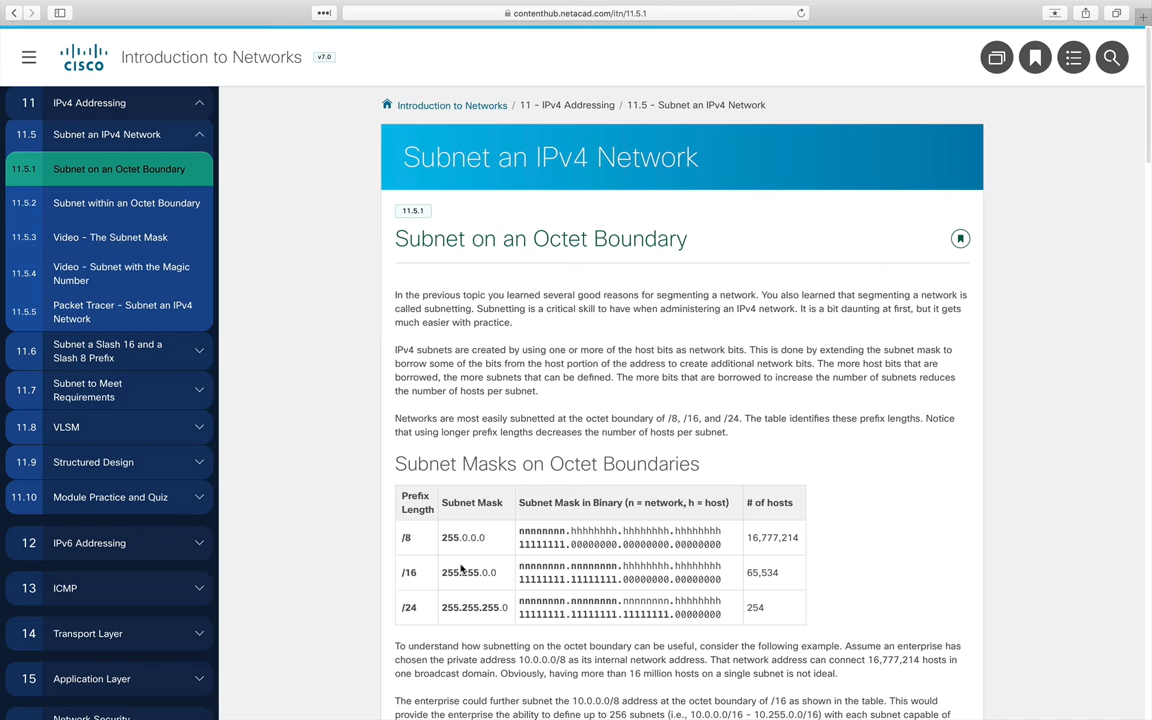 contenthub.netacad.com/itn/11.5.1
CISCO
Introduction to Networks
v7.0
11 IPv4 Addressing
11.5 Subnet an IPv4 Network
11.5.1 Subnet on an Octet Boundary
11.5.2 Subnet within an Octet Boundary
11.5.3 Video - The Subnet Mask
11.5.4 Video - Subnet with the Magic
Number
11.5.5 Packet Tracer - Subnet an IPv4
Network
11.6 Subnet a Slash 16 and a
Slash 8 Prefix
11.7 Subnet to Meet
Requirements
11.8 VLSM
11.9 Structured Design
11.10 Module Practice and Quiz
12 IPv6 Addressing
13 ICMP
14 Transport Layer
15 Application Layer
Network Security
Introduction to Networks / 11 - IPv4 Addressing / 11.5 - Subnet an IPv4 Network
Subnet an IPv4 Network
11.5.1
Subnet on an Octet Boundary
In the previous topic you learned several good reasons for segmenting a network. You also learned that segmenting a network is
called subnetting. Subnetting is a critical skill to have when administering an IPv4 network. It is a bit daunting at first, but it gets
much easier with practice.
IPv4 subnets are created by using one or more of the host bits as network bits. This is done by extending the subnet mask to
borrow some of the bits from the host portion of the address to create additional network bits. The more host bits that are
borrowed, the more subnets that can be defined. The more bits that are borrowed to increase the number of subnets reduces
the number of hosts per subnet.
Networks are most easily subnetted at the octet boundary of /8, /16, and /24. The table identifies these prefix lengths. Notice
that using longer prefix lengths decreases the number of hosts per subnet.
Subnet Masks on Octet Boundaries
Prefix
Length Subnet Mask Subnet Mask in Binary (n = network, h = host) # of hosts
/8 255.0.0.0 nnnnnnnn.hhhhhhhh.hhhhhhhh.hhhhhhhh 16,777,214
11111111.00000000.00000000.00000000
/16 255.255.0.0 nnnnnnnn.nnnnnnnn.hhhhhhhh.hhhhhhhh 65,534
11111111.11111111.00000000.00000000
/24 255.255.255.0 nnnnnnnn.nnnnnnnn.nnnnnnnn.hhhhhhhh 254
11111111.11111111.11111111.00000000
To understand how subnetting on the octet boundary can be useful, consider the following example. Assume an enterprise has
chosen the private address 10.0.0.0/8 as its internal network address. That network address can connect 16,777,214 hosts in
one broadcast domain. Obviously, having more than 16 million hosts on a single subnet is not ideal.
The enterprise could further subnet the 10.0.0.0/8 address at the octet boundary of /16 as shown in the table. This would
provide the enterprise the ability to define up to 256 subnets (i.e., 10.0.0.0/16 - 10.255.0.0/16) with each subnet capable of